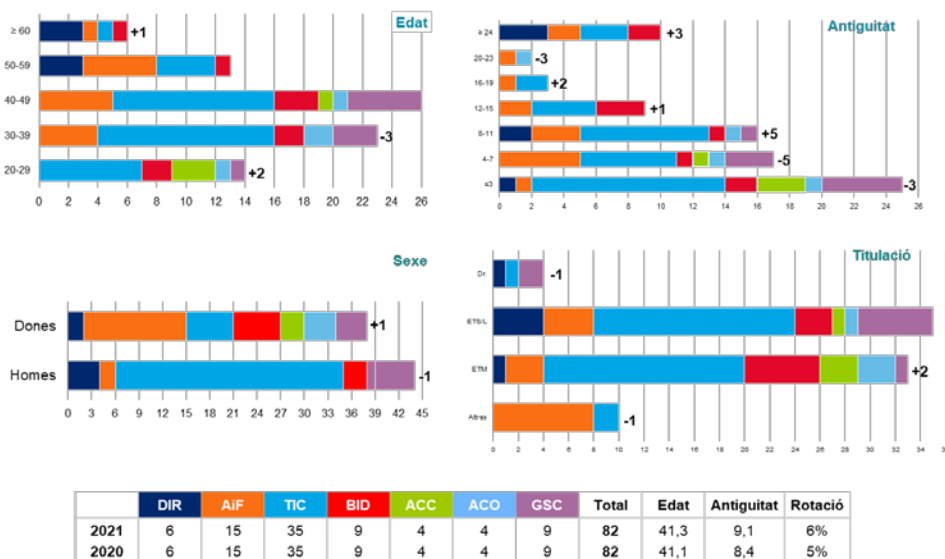 Edat
≥ 60
+1
50-59
40-49
30-39
-3
20-29
+2
0 2 4 6 8 10 12 14 16 18 20 22 24 26
Antiguitat
≥ 24
+3
20-23
-3
16-19
+2
12-15
+1
8-11
+5
4-7
-5
≤3
-3
0 2 4 6 8 10 12 14 16 18 20 22 24 26
Sexe
Dones
+1
Homes
-1
0 3 6 9 12 15 18 21 24 27 30 33 36 39 42 45
Titulació
Dr.
-1
ETS/L
ETM
+2
Altres
-1
0 2 4 6 8 10 12 14 16 18 20 22 24 26 28 30 32 34
DIR AiF TIC BID ACC ACO GSC Total Edat Antiguitat Rotació
2021 6 15 35 9 4 4 9 82 41,3 9,1 6%
2020 6 15 35 9 4 4 9 82 41,1 8,4 5%